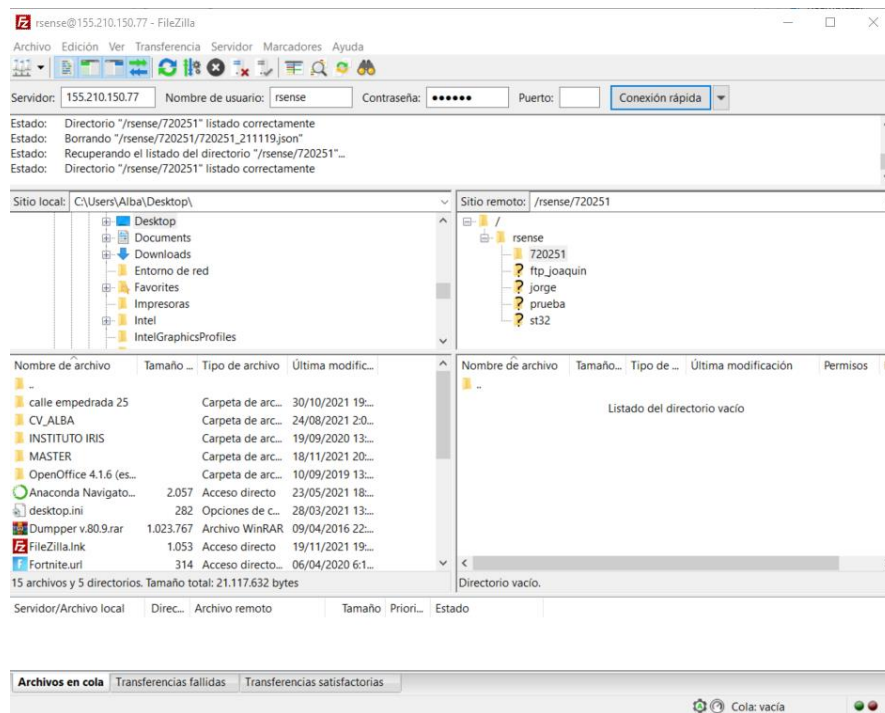 rsense@155.210.150.77 - FileZilla
Archivo Edición Ver Transferencia Servidor Marcadores Ayuda
Servidor: 155.210.150.77 Nombre de usuario: rsense Contraseña: ●●●●●● Puerto: Conexión rápida
Estado: Directorio "/rsense/720251" listado correctamente
Estado: Borrando "/rsense/720251/720251_211119.json"
Estado: Recuperando el listado del directorio "/rsense/720251"...
Estado: Directorio "/rsense/720251" listado correctamente
Sitio local: C:\Users\Alba\Desktop\
Desktop
Documents
Downloads
Entorno de red
Favorites
Impresoras
Intel
IntelGraphicsProfiles
Sitio remoto: /rsense/720251
/
rsense
720251
? ftp_joaquin
? jorge
? prueba
? st32
Nombre de archivo Tamaño ... Tipo de archivo Última modific...
..
calle empedrada 25 Carpeta de arc... 30/10/2021 19:...
CV_ALBA Carpeta de arc... 24/08/2021 2:0...
INSTITUTO IRIS Carpeta de arc... 19/09/2020 13:...
MASTER Carpeta de arc... 18/11/2021 20:...
OpenOffice 4.1.6 (es... Carpeta de arc... 10/09/2019 13:...
Anaconda Navigato... 2.057 Acceso directo 23/05/2021 18:...
desktop.ini 282 Opciones de c... 28/03/2021 13:...
Dumpper v.80.9.rar 1.023.767 Archivo WinRAR 09/04/2016 22:...
FileZilla.lnk 1.053 Acceso directo 19/11/2021 19:...
Fortnite.url 314 Acceso directo... 06/04/2020 6:1...
15 archivos y 5 directorios. Tamaño total: 21.117.632 bytes
Nombre de archivo Tamaño... Tipo de ... Última modificación Permisos
..
Listado del directorio vacío
Directorio vacío.
Servidor/Archivo local Direc... Archivo remoto Tamaño Priori... Estado
Archivos en cola Transferencias fallidas Transferencias satisfactorias
Cola: vacía